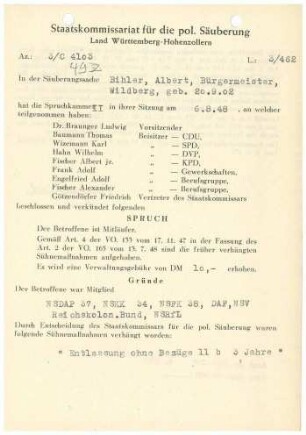 Staatskommissariat für die pol. Säuberung
Land Württemberg-Hohenzollern
Az.: 3/C 4103
L: 3/462
In der Säuberungssache Bihler, Albert, Bürgermeister,
Wildberg, geb. 20.9.02
hat die Spruchkammer in ihrer Sitzung am 6.8.48 , an welcher
teilgenommen haben:
Dr. Braunger Ludwig Vorsitzender
Baumann Thomas Beisitzer — CDU,
Wizemann Karl „ — SPD,
Hahn Wilhelm „ — DVP,
Fischer Albert jr. „ — KPD,
Frank Adolf „ — Gewerkschaften,
Engelfried Adolf „ — Berufsgruppe,
Fischer Alexander „ — Berufsgruppe,
Götzendörfer Friedrich Vertreter des Staatskommissars
beschlossen und verkündet folgenden
SPRUCH
Der Betroffene ist Mitläufer.
Gemäß Art. 4 der VO. 133 vom 17. 11. 47 in der Fassung des
Art. 2 der VO. 165 vom 15. 7. 48 sind die früher verhängten
Sühnemaßnahmen aufgehoben.
Es wird eine Verwaltungsgebühr von DM 10,- erhoben.
Gründe
Der Betroffene war Mitglied
NSDAP 37, NSKK 34, NSFK 38, DAF, NSV
Reichskolon.Bund, NSRfL
Durch Entscheidung des Staatskommissars für die pol. Säuberung waren
folgende Sühnemaßnahmen verhängt worden:
" Entlassung ohne Bezüge 11 b 3 Jahre "